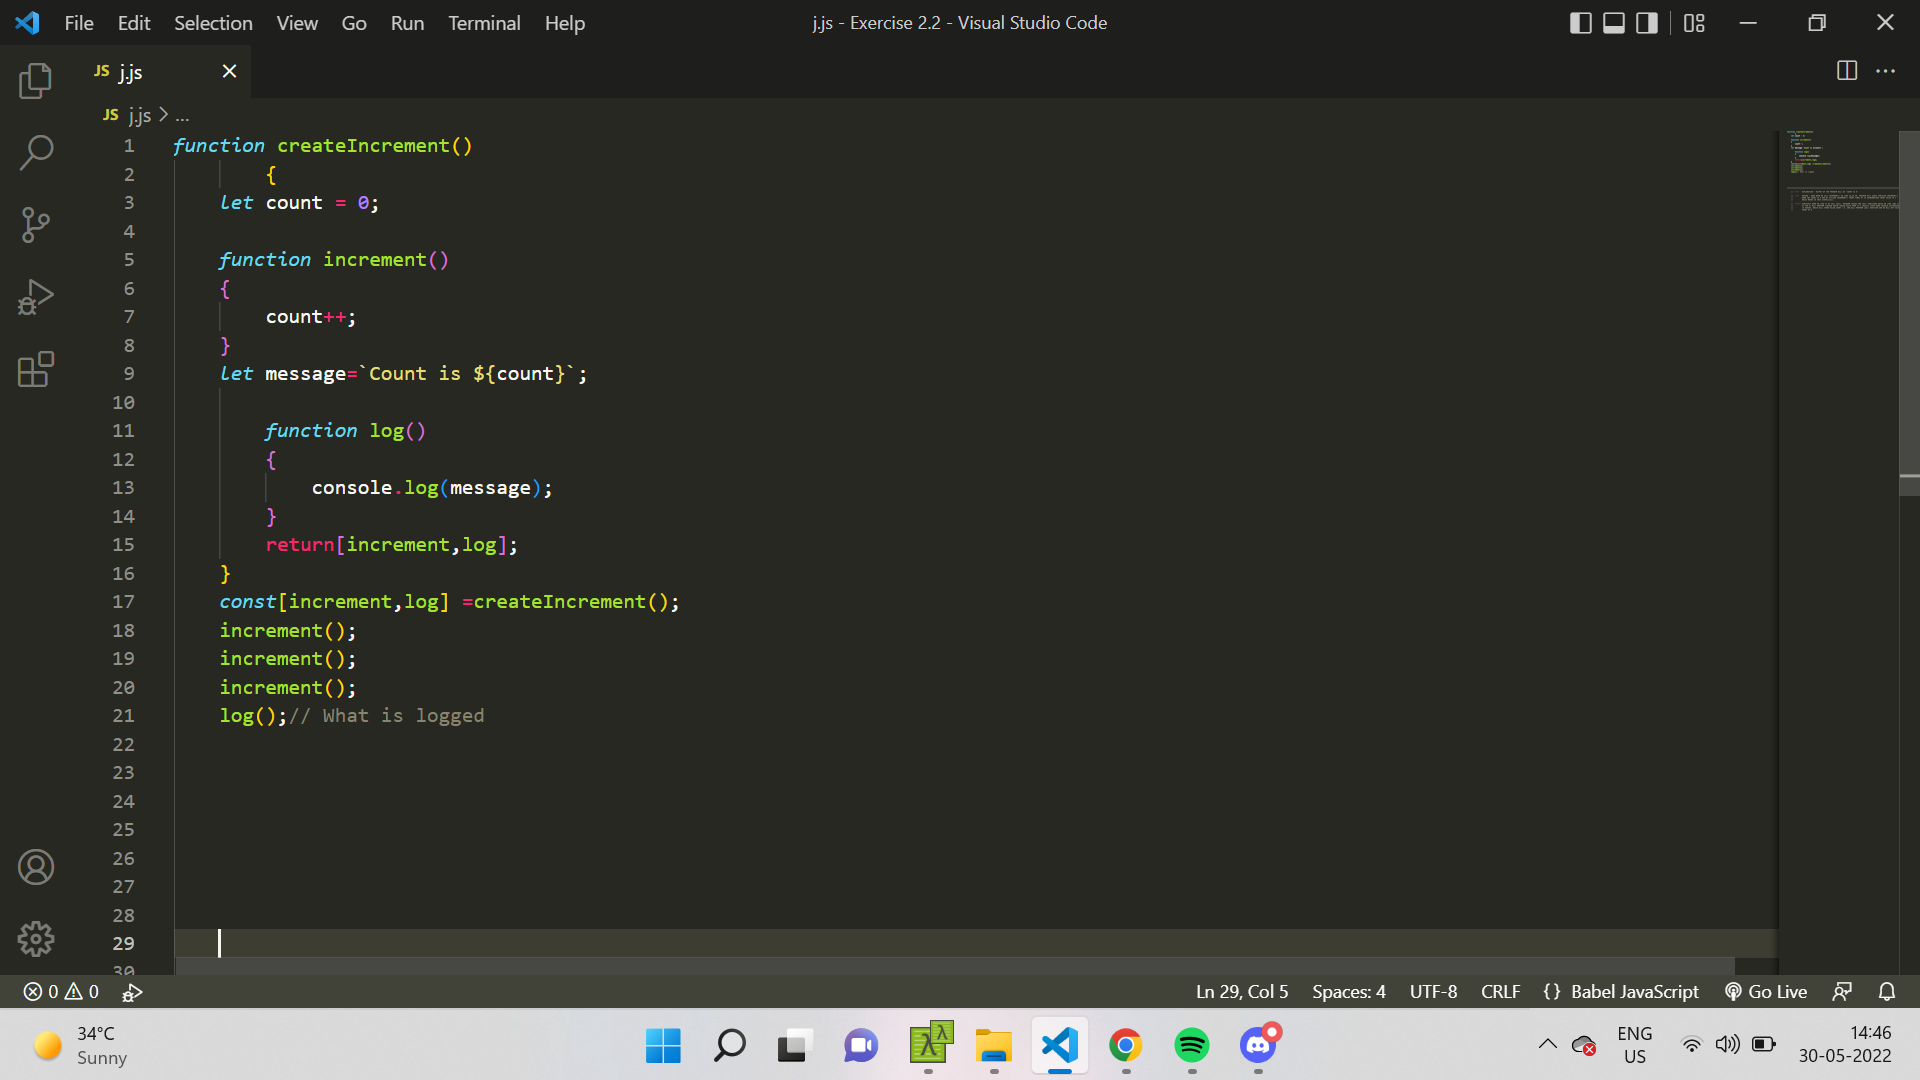 File Edit Selection View Go Run Terminal Help j.js - Exercise 2.2 - Visual Studio Code
JS j.js
JS j.js > ...
1 function createIncrement()
2 {
3 let count = 0;
4
5 function increment()
6 {
7 count++;
8 }
9 let message=`Count is ${count}`;
10
11 function log()
12 {
13 console.log(message);
14 }
15 return[increment,log];
16 }
17 const[increment,log] =createIncrement();
18 increment();
19 increment();
20 increment();
21 log();// What is logged
22
23
24
25
26
27
28
29
30
0 0 Ln 29, Col 5 Spaces: 4 UTF-8 CRLF {} Babel JavaScript Go Live
34°C
Sunny
ENG
US
14:46
30-05-2022